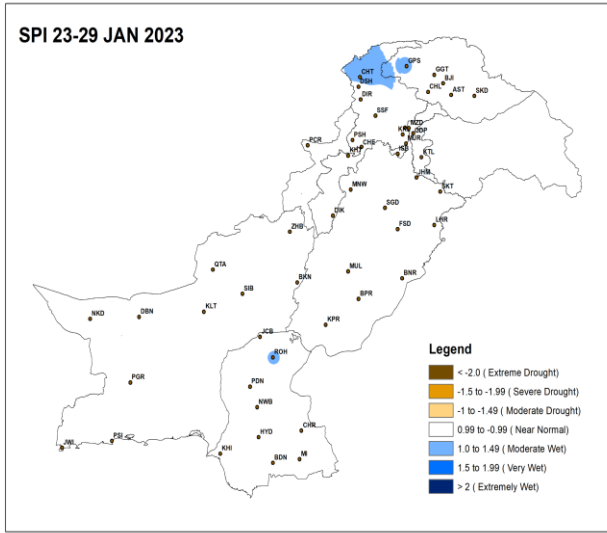 SPI 23-29 JAN 2023
GPS
CHT
GGT
DSH
BJI
CHL
AST
SKD
DIR
SSF
MZD
PSH
PCR
CHE
MUR
KTL
JHM
MNW
SKT
SGD
DIK
LHR
FSD
ZHB
QTA
MUL
BNR
BKN
SIB
BPR
NKD
DBN
KLT
KPR
JCB
ROH
PGR
PDN
NWB
HYD
CHR
PSI
JWI
KHI
BDN
MI
Legend
< -2.0 ( Extreme Drought)
-1.5 to -1.99 ( Severe Drought)
-1 to -1.49 ( Moderate Drought)
0.99 to -0.99 ( Near Normal)
1.0 to 1.49 ( Moderate Wet)
1.5 to 1.99 ( Very Wet)
> 2 ( Extremely Wet)